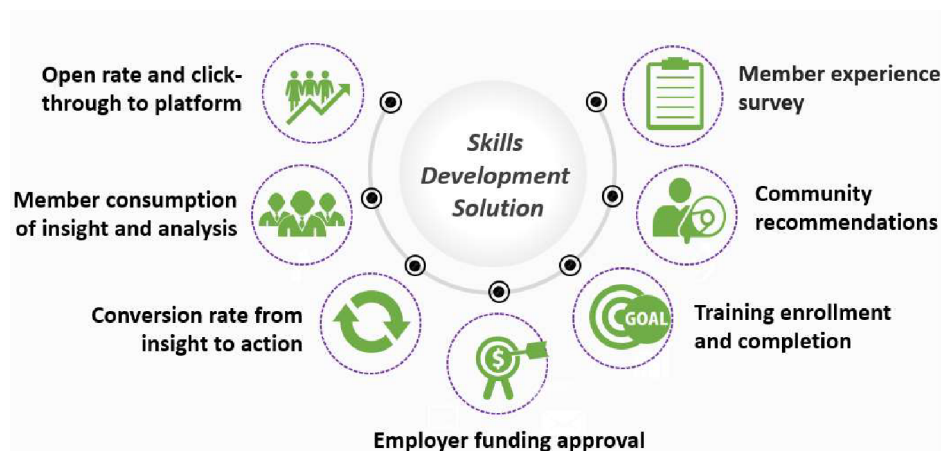 Open rate and click-
through to platform
Member consumption
of insight and analysis
Conversion rate from
insight to action
$
Employer funding approval
Skills
Development
Solution
Member experience
survey
Community
recommendations
GOAL
Training enrollment
and completion